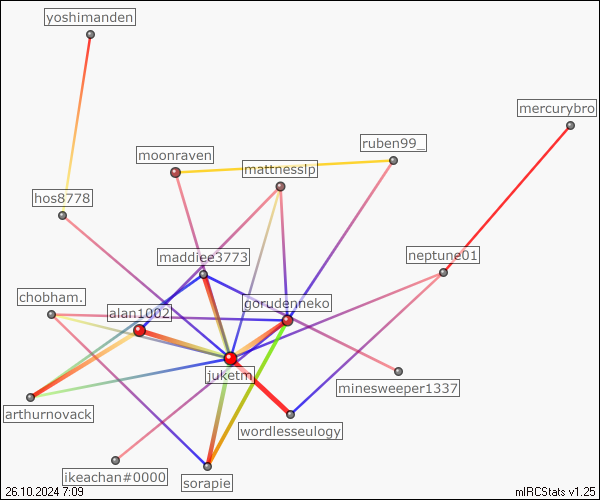 yoshimanden
mercurybro
ruben99_
moonraven
mattnesslp
hos8778
neptune01
maddiee3773
chobham.
gorudenneko
alan1002
juketm
minesweeper1337
arthurnovack
wordlesseulogy
ikeachan#0000
sorapie
26.10.2024 7:09
mIRCStats v1.25